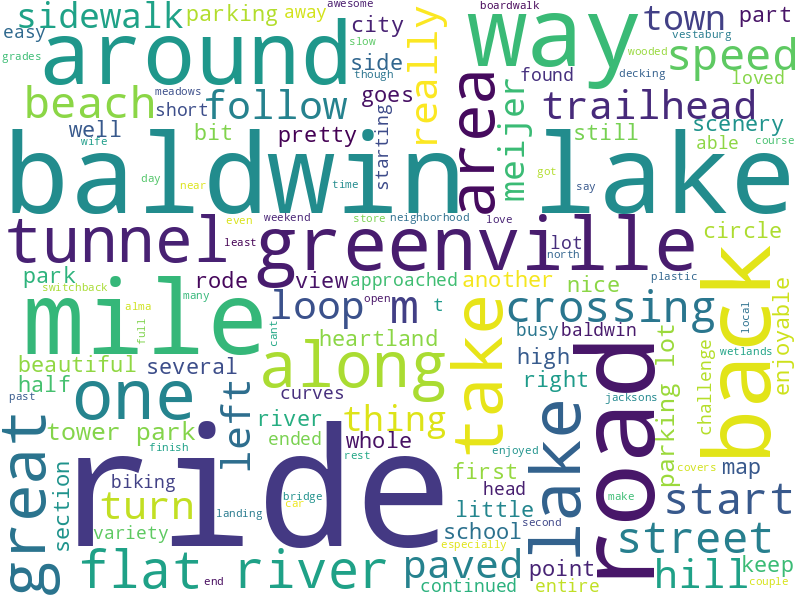 sidewalk
parking
away
awesome
boardwalk
easy
city
slow
grades
around
side
though
way
town
part
vestaburg
wooded
speed
meadows
beach
short
follow
goes
really
area
found
decking
loved
meijer
trailhead
well
wife
bit
pretty
starting
still
able
scenery
course
baldwin lake
day
near
time
got
say
even
weekend
store
neighborhood
love
tunnel
least
greenville
lot
north
circle
park
switchback
rode
view
approached
another
nice
plastic
back
enjoyable
mile
many
alma
full
open
loop
m
t
crossing
local
cant
heartland
take
busy
baldwin
beautiful
several
along
high
wetlands
half
past
one
left
curves
right
jacksons
road
parking lot
challenge
great
tower park
river
thing
ended
whole
finish
rest
lake
section
biking
ride
first
covers
map
turn
landing
bridge
car
head
make
start
variety
little
second
school
street
especially
flat river
end
paved
continued
point
entire
hill
keep
couple
enjoyed